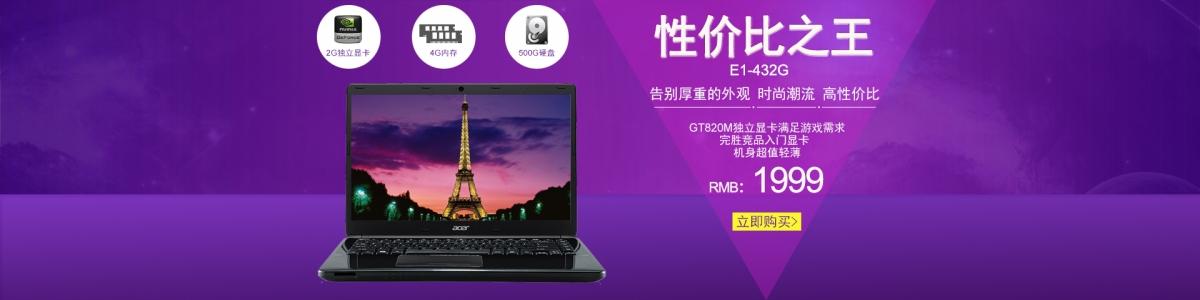 NVIDIA
GEFORCE
2G独立显卡
4G内存
500G硬盘
acer
性价比之王
E1-432G
告别厚重的外观 时尚潮流 高性价比
GT820M独立显卡满足游戏需求
完胜竞品入门显卡
机身超值轻薄
RMB：1999
立即购买>